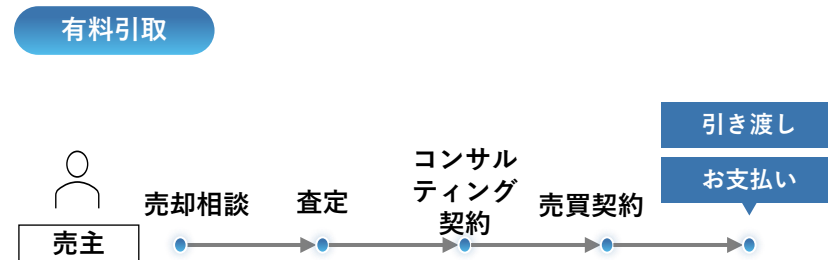 有料引取
引き渡し
お支払い
売主
売却相談
査定
コンサル
ティング
契約
売買契約